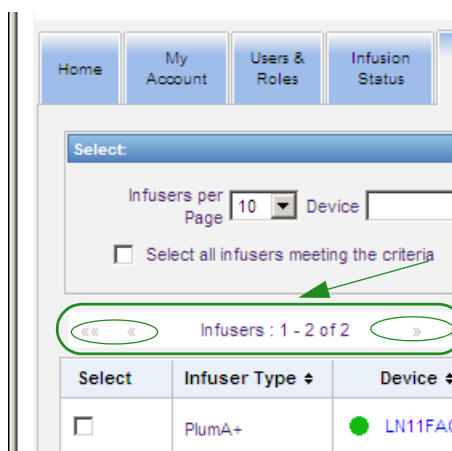 Home
My Account
Users & Roles
Infusion Status
Select:
Infusers per Page 10 Device
Select all infusers meeting the criteria
«« « Infusers : 1 - 2 of 2 »
Select Infuser Type Device
PlumA+ LN11FA